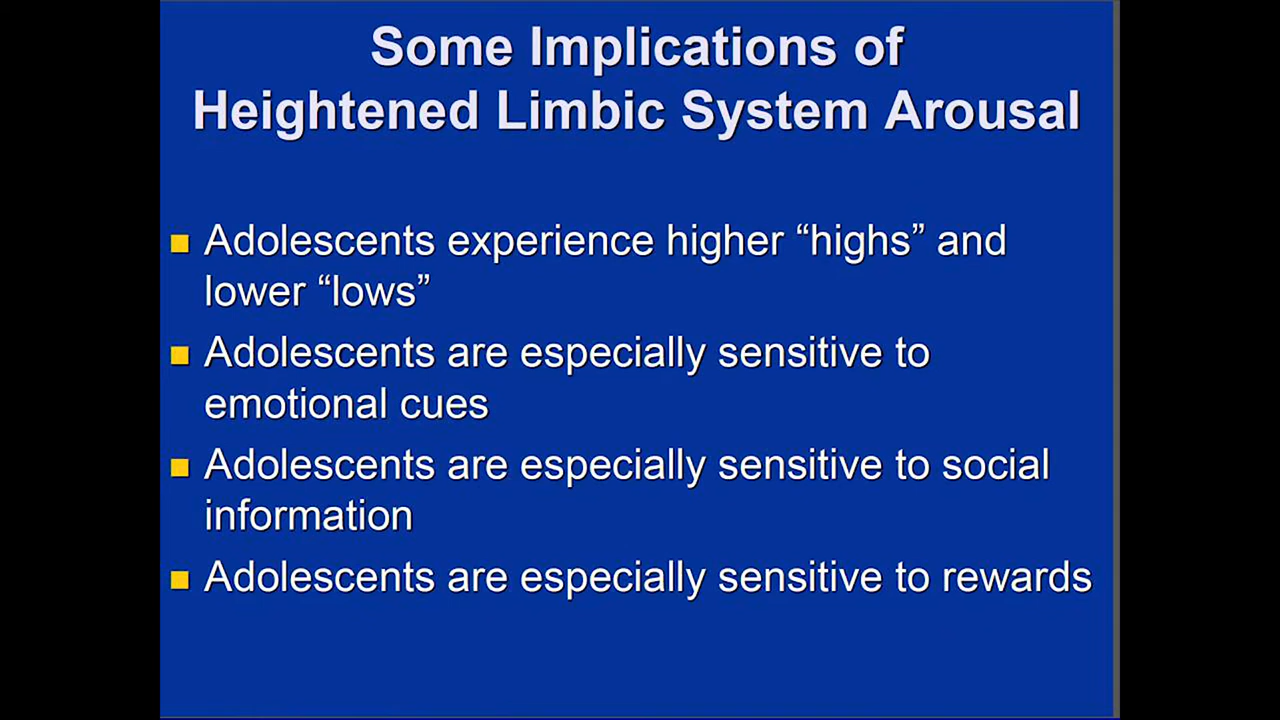 Some Implications of
Heightened Limbic System Arousal
Adolescents experience higher “highs” and
lower “lows”
Adolescents are especially sensitive to
emotional cues
Adolescents are especially sensitive to social
information
Adolescents are especially sensitive to rewards